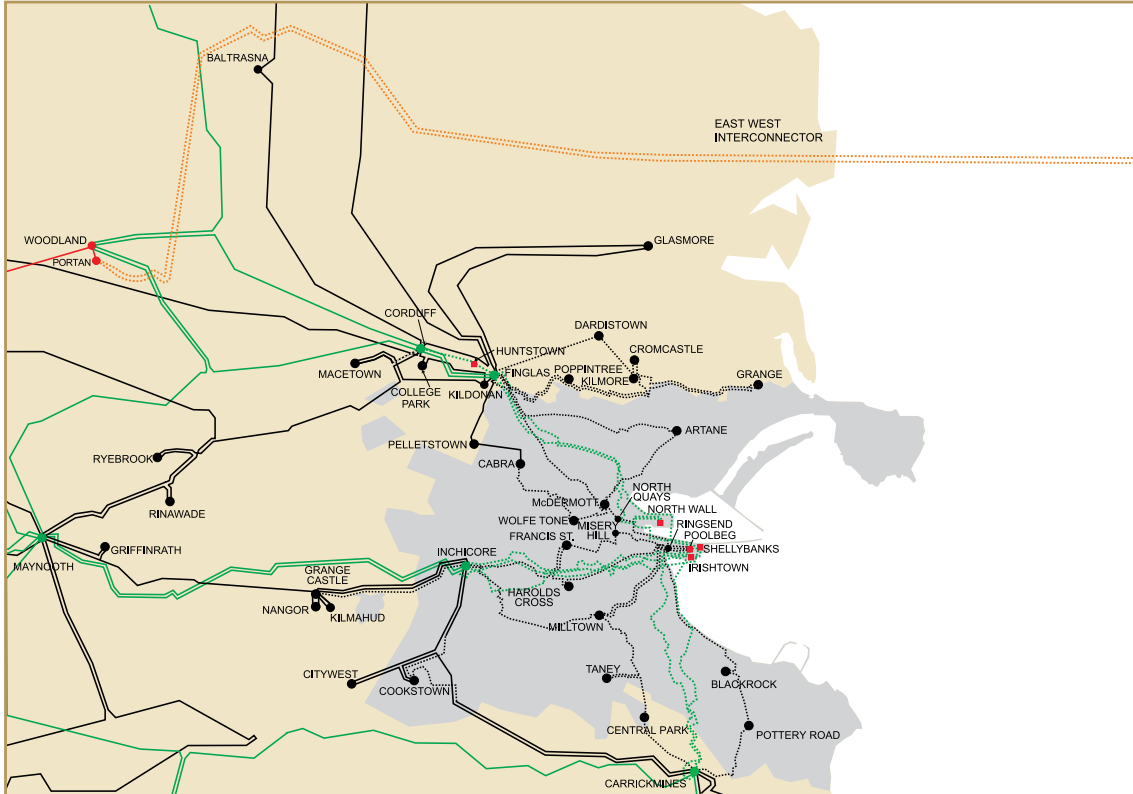 BALTRASNA
EAST WEST
INTERCONNECTOR
WOODLAND
PORTAN
GLASMORE
CORDUFF
DARDISTOWN
HUNTSTOWN
CROMCASTLE
MACETOWN
FINGLAS
POPPINTREE
KILMORE
GRANGE
COLLEGE
PARK
KILDONAN
ARTANE
PELLETSTOWN
RYEBROOK
CABRA
NORTH
QUAYS
RINAWADE
McDERMOTT
NORTH WALL
WOLFE TONE
MISERY
HILL
RINGSEND
POOLBEG
FRANCIS ST.
SHELLYBANKS
GRIFFINRATH
INCHICORE
IRISHTOWN
MAYNOOTH
GRANGE
CASTLE
HAROLDS
CROSS
NANGOR
KILMAHUD
MILLTOWN
CITYWEST
TANEY
COOKSTOWN
BLACKROCK
CENTRAL PARK
POTTERY ROAD
CARRICKMINES